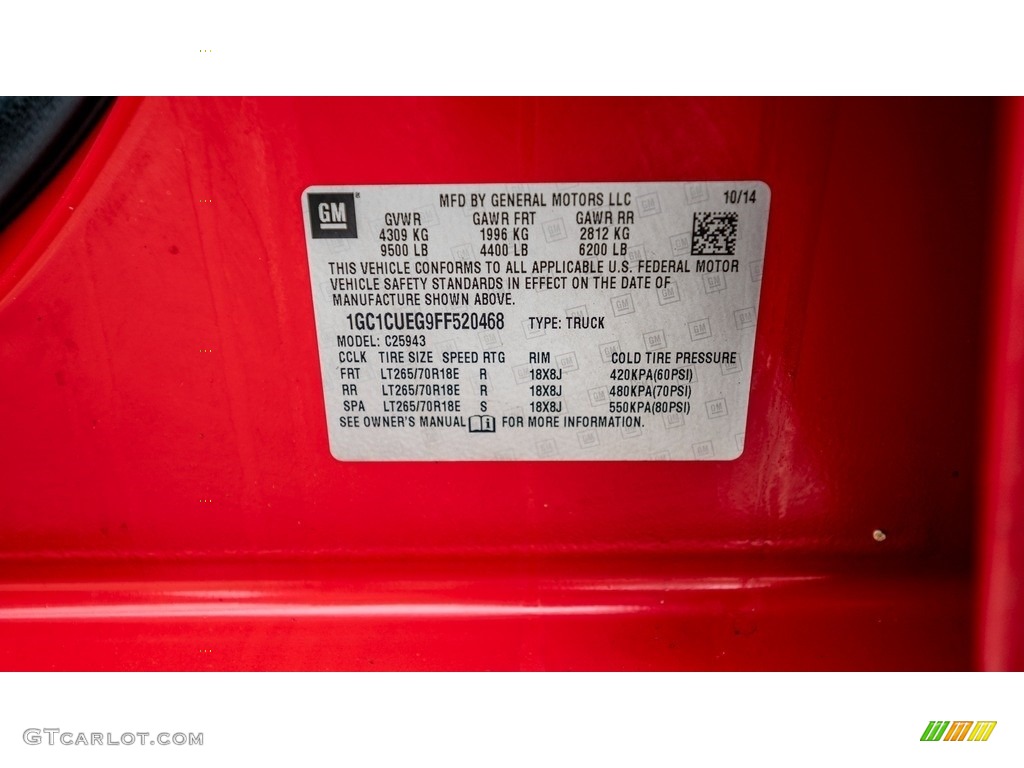 GM
MFD BY GENERAL MOTORS LLC 10/14
GVWR GAWR FRT GAWR RR
4309 KG 1996 KG 2812 KG
9500 LB 4400 LB 6200 LB
THIS VEHICLE CONFORMS TO ALL APPLICABLE U.S. FEDERAL MOTOR
VEHICLE SAFETY STANDARDS IN EFFECT ON THE DATE OF
MANUFACTURE SHOWN ABOVE.
1GC1CUEG9FF520468 TYPE: TRUCK
MODEL: C25943
CCLK TIRE SIZE SPEED RTG RIM COLD TIRE PRESSURE
FRT LT265/70R18E R 18X8J 420KPA(60PSI)
RR LT265/70R18E R 18X8J 480KPA(70PSI)
SPA LT265/70R18E S 18X8J 550KPA(80PSI)
SEE OWNER'S MANUAL FOR MORE INFORMATION.
GTCARLOT.COM